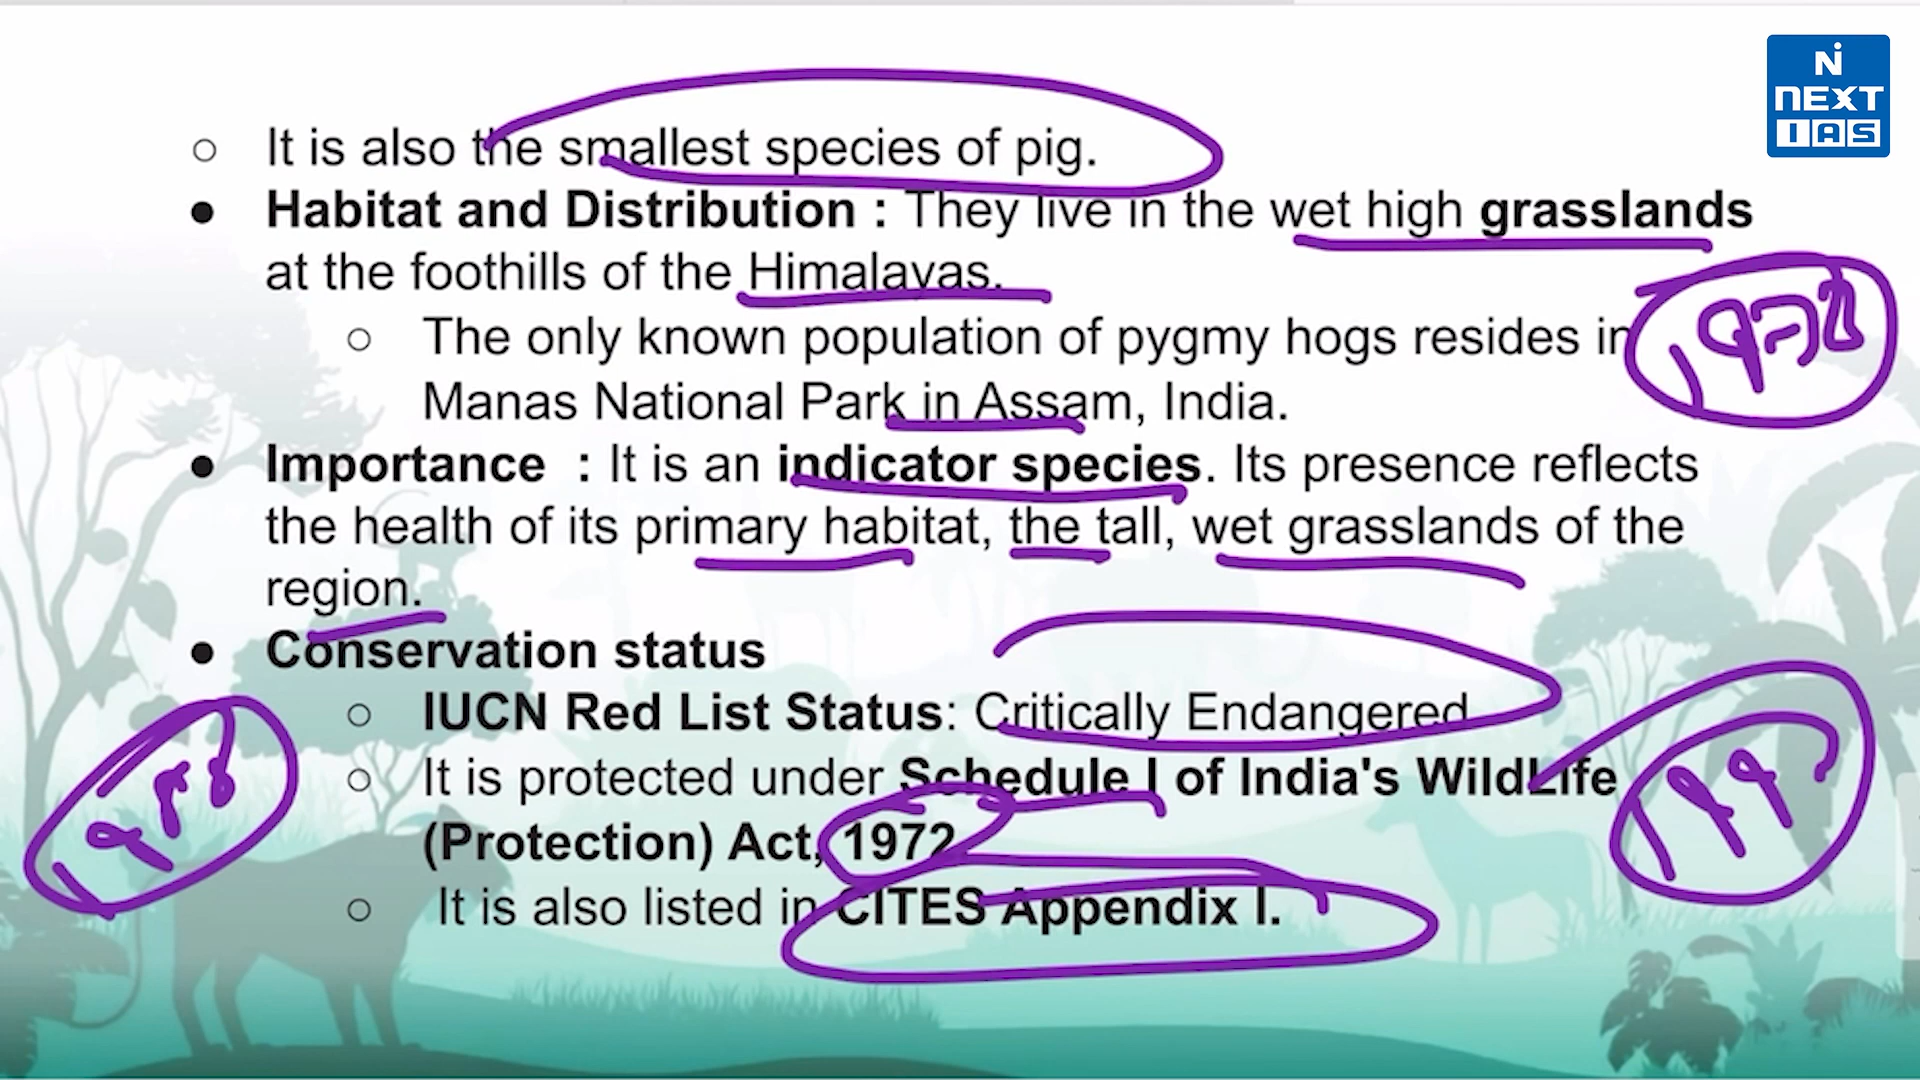 N
NEXT
IAS
○ It is also the smallest species of pig.
● Habitat and Distribution : They live in the wet high grasslands
at the foothills of the Himalayas.
○ The only known population of pygmy hogs resides in
Manas National Park in Assam, India.
● Importance : It is an indicator species. Its presence reflects
the health of its primary habitat, the tall, wet grasslands of the
region.
● Conservation status
○ IUCN Red List Status: Critically Endangered
○ It is protected under Schedule I of India's WildLife
(Protection) Act, 1972
○ It is also listed in CITES Appendix I.